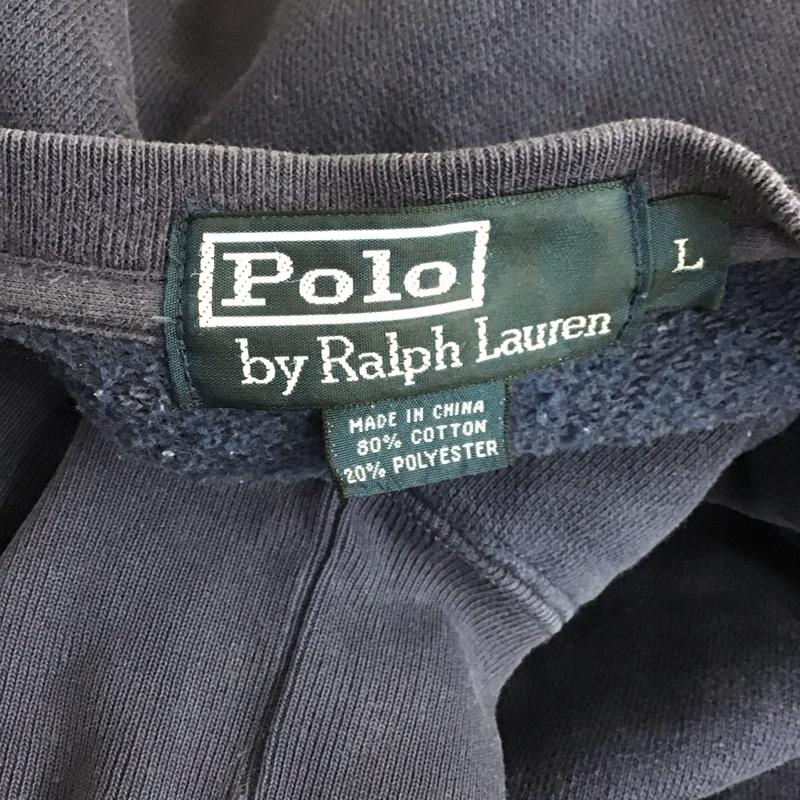 Polo
by Ralph Lauren
L
MADE IN CHINA
80% COTTON
20% POLYESTER